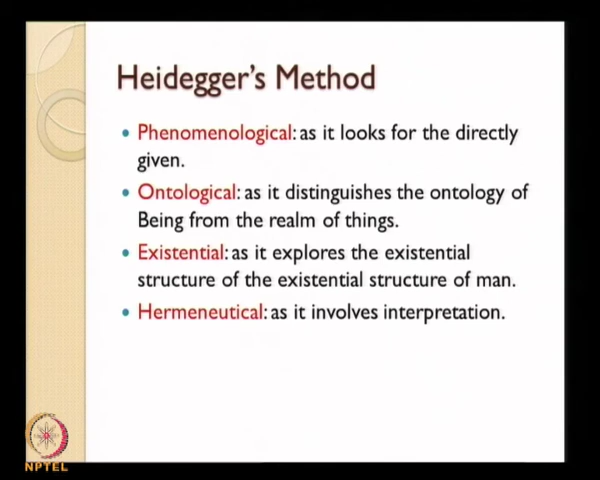 Heidegger's Method
• Phenomenological: as it looks for the directly
given.
• Ontological: as it distinguishes the ontology of
Being from the realm of things.
• Existential: as it explores the existential
structure of the existential structure of man.
• Hermeneutical: as it involves interpretation.
NPTEL